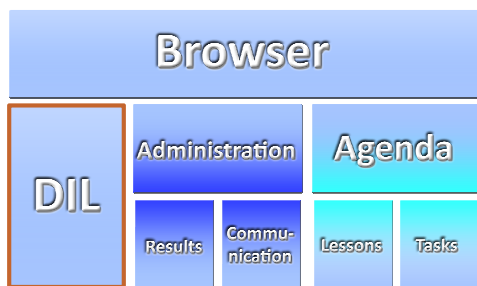 Browser
DIL
Administration
Agenda
Results
Commu-
nication
Lessons
Tasks